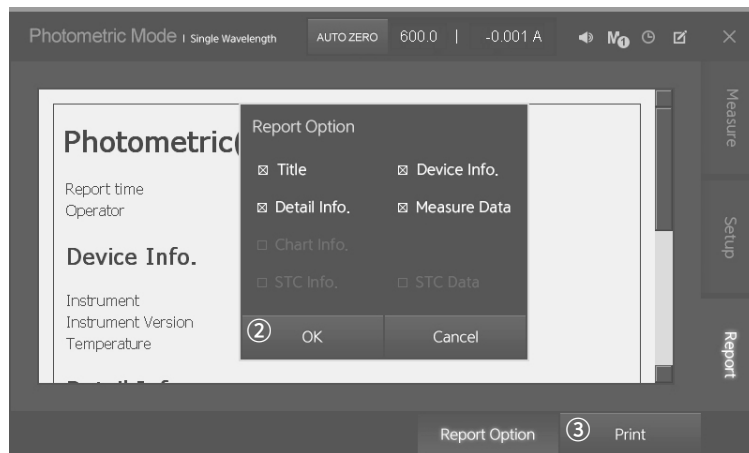 Photometric Mode | Single Wavelength AUTO ZERO 600.0 | -0.001 A M1
Measure
Setup
Report
Photometric(
Report time
Operator
Device Info.
Instrument
Instrument Version
Temperature
Report Option
☒ Title ☒ Device Info.
☒ Detail Info. ☒ Measure Data
☐ Chart Info.
☐ STC Info. ☐ STC Data
② OK Cancel
Report Option ③ Print